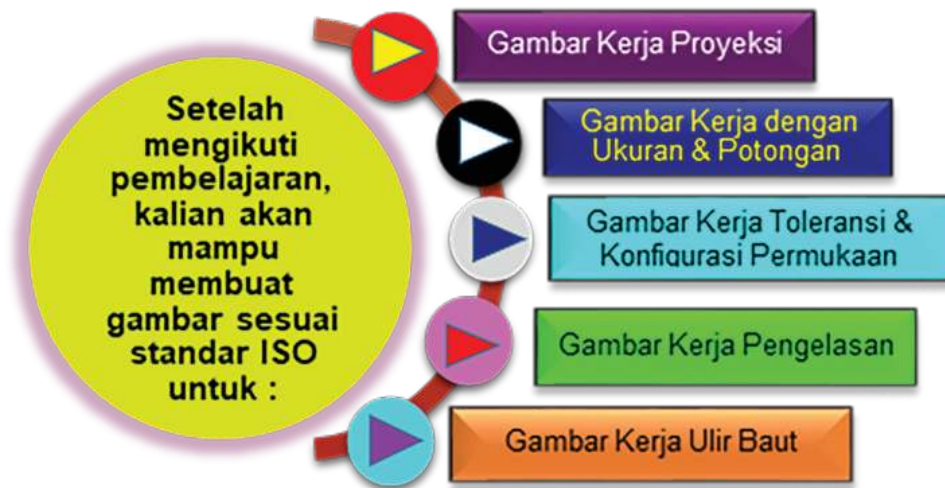 Setelah
mengikuti
pembelajaran,
kalian akan
mampu
membuat
gambar sesuai
standar ISO
untuk :
Gambar Kerja Proyeksi
Gambar Kerja dengan
Ukuran & Potongan
Gambar Kerja Toleransi &
Konfigurasi Permukaan
Gambar Kerja Pengelasan
Gambar Kerja Ulir Baut